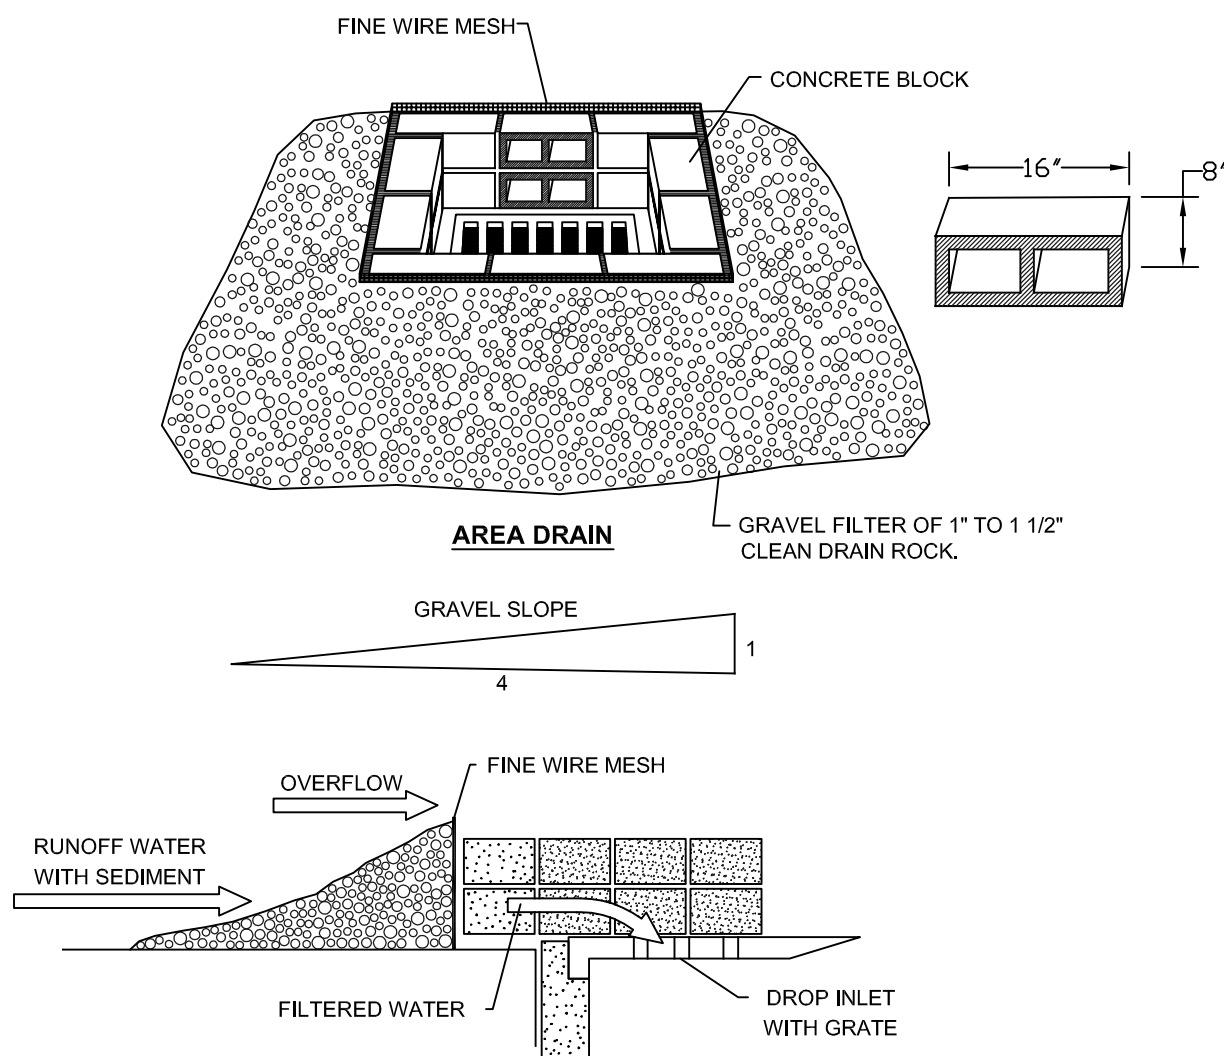 FINE WIRE MESH
CONCRETE BLOCK
16"
8"
AREA DRAIN
GRAVEL FILTER OF 1" TO 1 1/2"
CLEAN DRAIN ROCK.
GRAVEL SLOPE
1
4
FINE WIRE MESH
OVERFLOW
RUNOFF WATER
WITH SEDIMENT
FILTERED WATER
DROP INLET
WITH GRATE